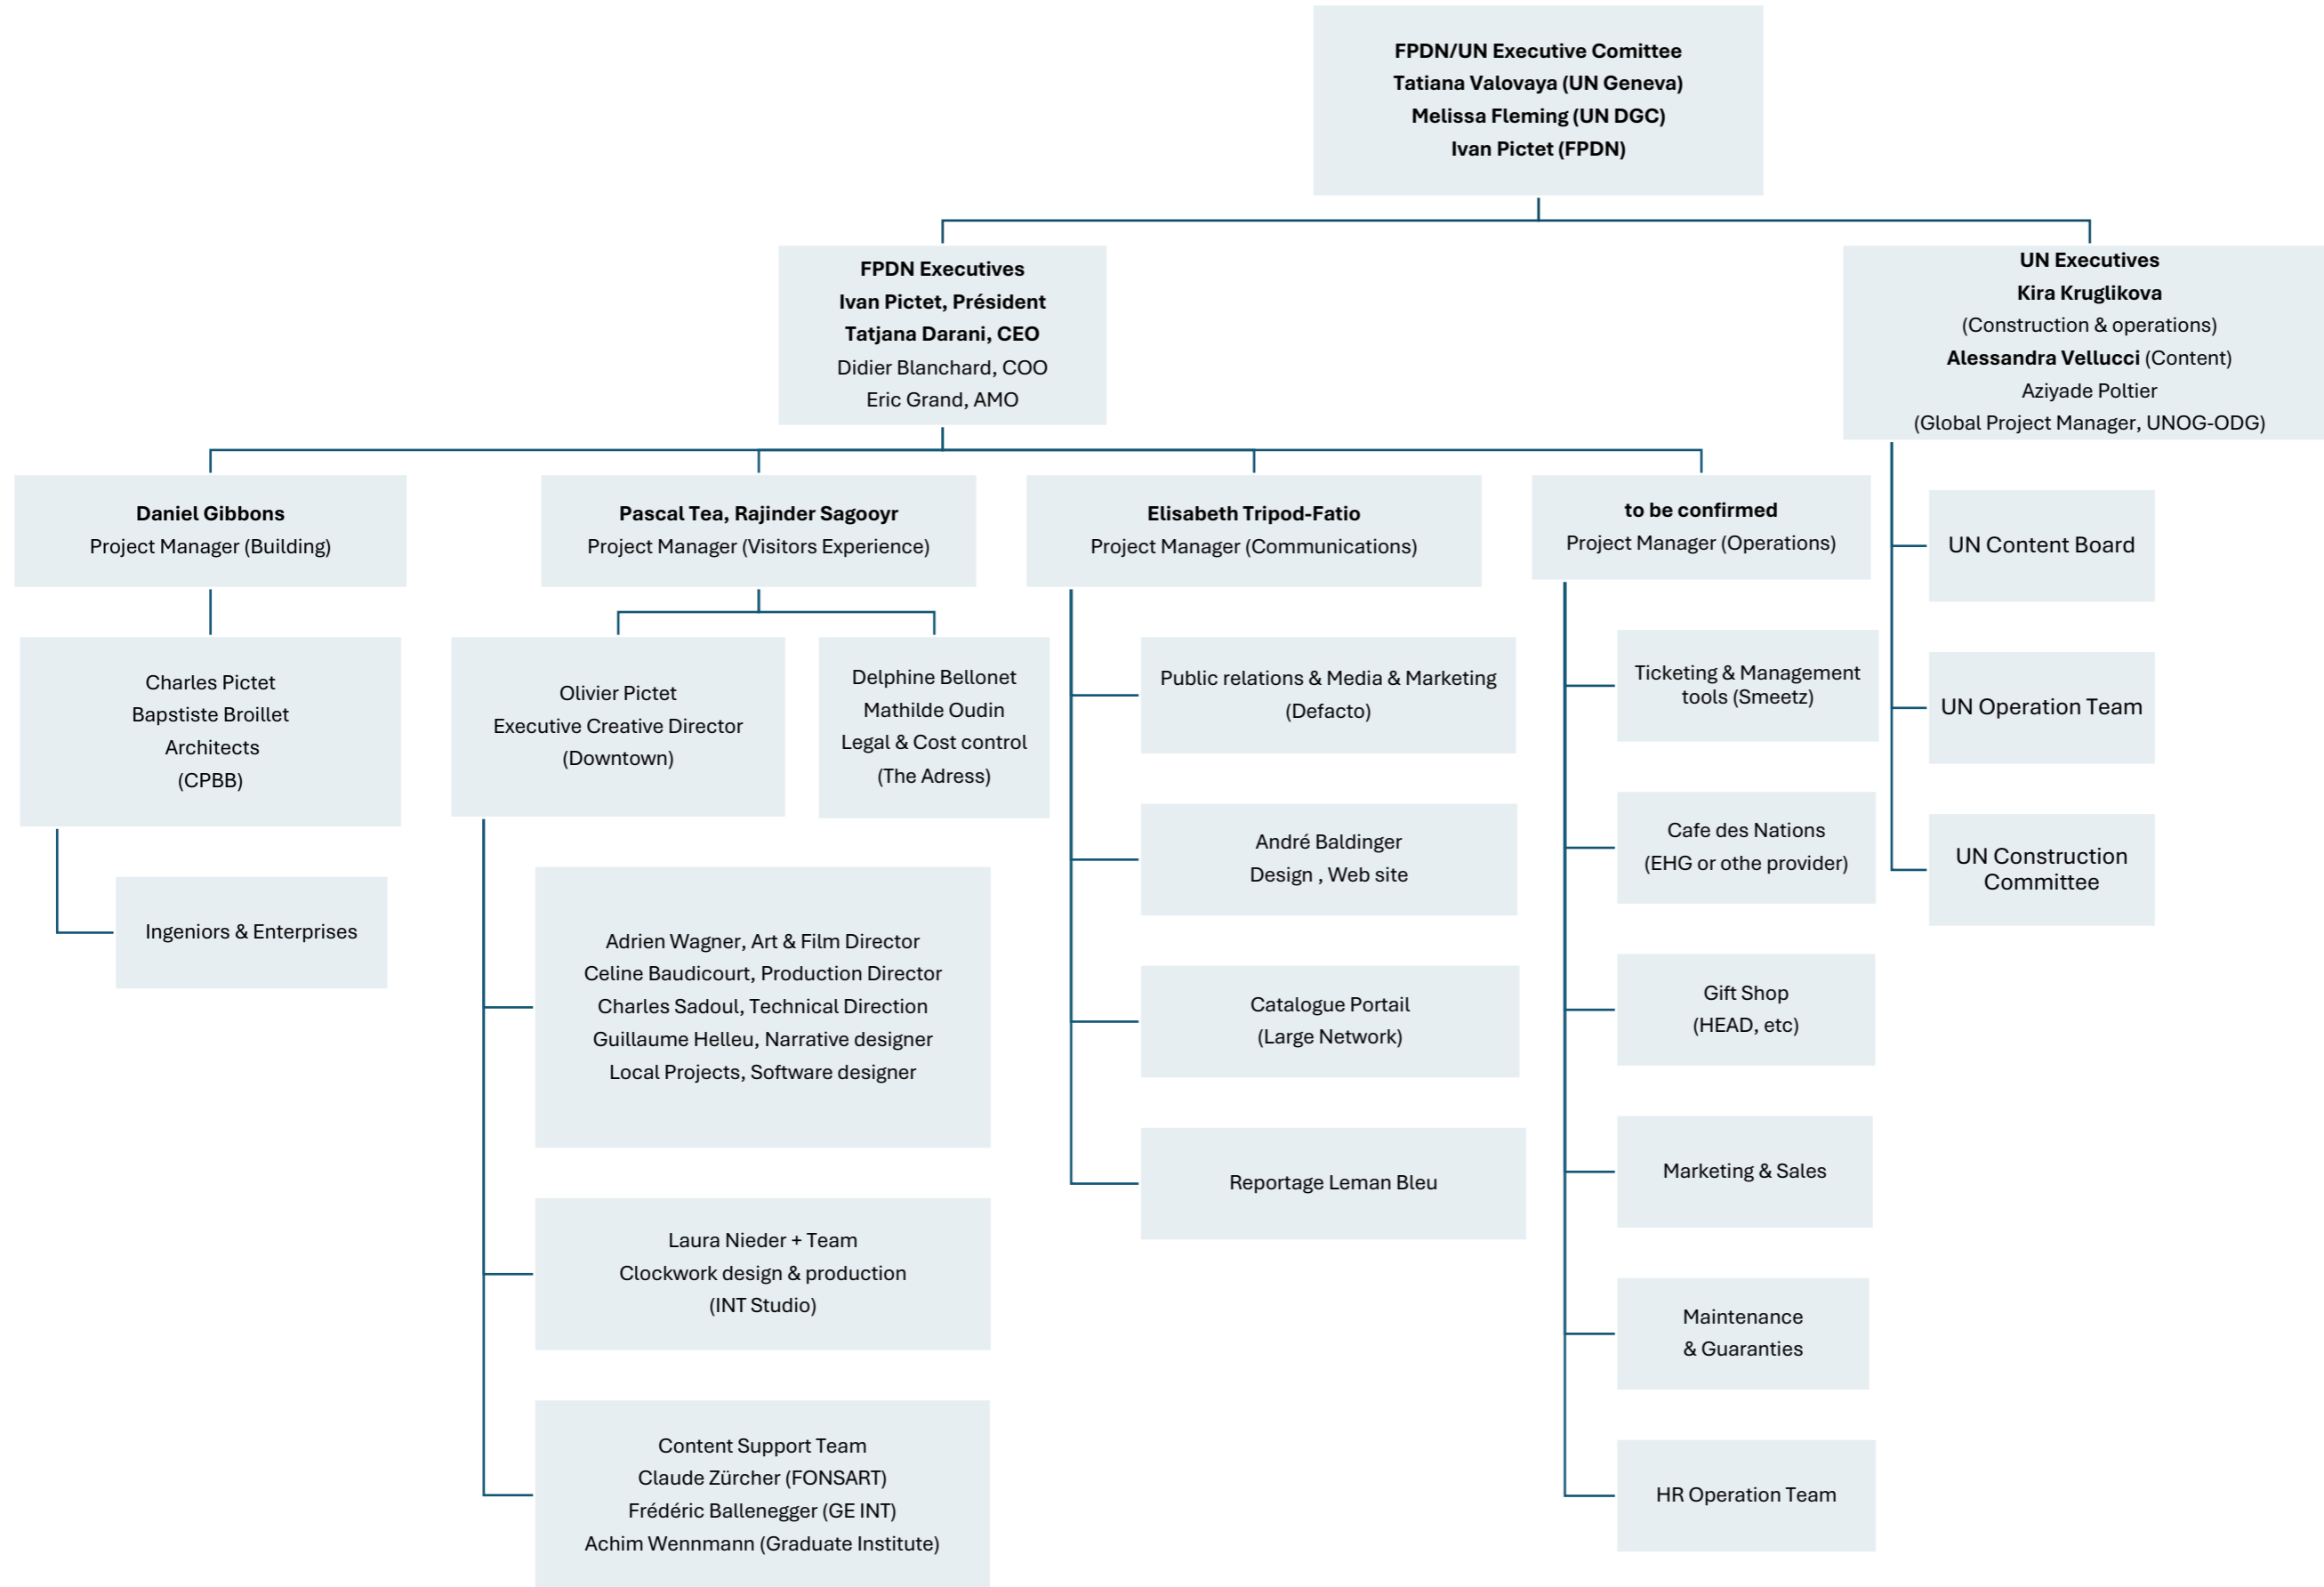 FPDN/UN Executive Comittee
Tatiana Valovaya (UN Geneva)
Melissa Fleming (UN DGC)
Ivan Pictet (FPDN)
FPDN Executives
Ivan Pictet, Président
Tatjana Darani, CEO
Didier Blanchard, COO
Eric Grand, AMO
UN Executives
Kira Kruglikova
(Construction & operations)
Alessandra Vellucci (Content)
Aziyade Poltier
(Global Project Manager, UNOG-ODG)
Daniel Gibbons
Project Manager (Building)
Pascal Tea, Rajinder Sagooyr
Project Manager (Visitors Experience)
Elisabeth Tripod-Fatio
Project Manager (Communications)
to be confirmed
Project Manager (Operations)
UN Content Board
UN Operation Team
UN Construction
Committee
Charles Pictet
Bapstiste Broillet
Architects
(CPBB)
Ingeniors & Enterprises
Olivier Pictet
Executive Creative Director
(Downtown)
Delphine Bellonet
Mathilde Oudin
Legal & Cost control
(The Adress)
Adrien Wagner, Art & Film Director
Celine Baudicourt, Production Director
Charles Sadoul, Technical Direction
Guillaume Helleu, Narrative designer
Local Projects, Software designer
Laura Nieder + Team
Clockwork design & production
(INT Studio)
Content Support Team
Claude Zürcher (FONSART)
Frédéric Ballenegger (GE INT)
Achim Wennmann (Graduate Institute)
Public relations & Media & Marketing
(Defacto)
André Baldinger
Design , Web site
Catalogue Portail
(Large Network)
Reportage Leman Bleu
Ticketing & Management
tools (Smeetz)
Cafe des Nations
(EHG or othe provider)
Gift Shop
(HEAD, etc)
Marketing & Sales
Maintenance
& Guaranties
HR Operation Team